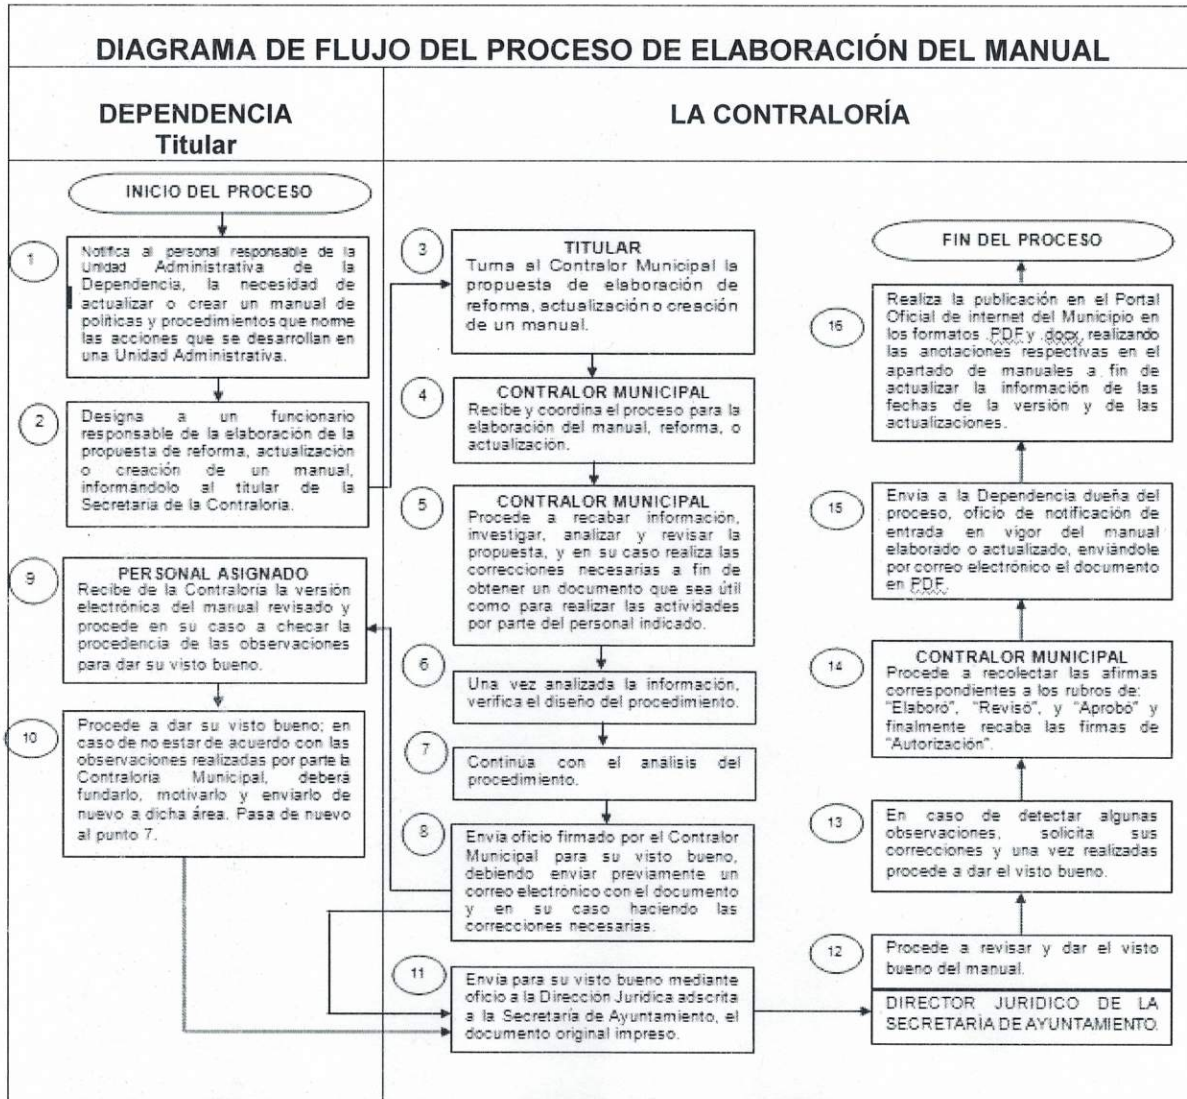 DIAGRAMA DE FLUJO DEL PROCESO DE ELABORACIÓN DEL MANUAL
DEPENDENCIA
Titular
LA CONTRALORÍA
INICIO DEL PROCESO
1
Notifica al personal responsable de la
Unidad Administrativa de la
Dependencia, la necesidad de
actualizar o crear un manual de
políticas y procedimientos que norme
las acciones que se desarrollan en
una Unidad Administrativa.
2
Designa a un funcionario
responsable de la elaboración de la
propuesta de reforma, actualización
o creación de un manual,
informándolo al titular de la
Secretaría de la Contraloría.
3
TITULAR
Turna al Contralor Municipal la
propuesta de elaboración de
reforma, actualización o creación
de un manual.
4
CONTRALOR MUNICIPAL
Recibe y coordina el proceso para la
elaboración del manual, reforma, o
actualización.
5
CONTRALOR MUNICIPAL
Procede a recabar información,
investigar, analizar y revisar la
propuesta, y en su caso realiza las
correcciones necesarias a fin de
obtener un documento que sea útil
como para realizar las actividades
por parte del personal indicado.
6
Una vez analizada la información,
verifica el diseño del procedimiento.
7
Continúa con el análisis del
procedimiento.
8
Envía oficio firmado por el Contralor
Municipal para su visto bueno,
debiendo enviar previamente un
correo electrónico con el documento
y en su caso haciendo las
correcciones necesarias.
9
PERSONAL ASIGNADO
Recibe de la Contraloría la versión
electrónica del manual revisado y
procede en su caso a checar la
procedencia de las observaciones
para dar su visto bueno.
10
Procede a dar su visto bueno; en
caso de no estar de acuerdo con las
observaciones realizadas por parte la
Contraloría Municipal, deberá
fundarlo, motivarlo y enviarlo de
nuevo a dicha área. Pasa de nuevo
al punto 7.
11
Envía para su visto bueno mediante
oficio a la Dirección Jurídica adscrita
a la Secretaría de Ayuntamiento, el
documento original impreso.
12
Procede a revisar y dar el visto
bueno del manual.
DIRECTOR JURIDICO DE LA
SECRETARÍA DE AYUNTAMIENTO.
13
En caso de detectar algunas
observaciones, solicita sus
correcciones y una vez realizadas
procede a dar el visto bueno.
14
CONTRALOR MUNICIPAL
Procede a recolectar las afirmas
correspondientes a los rubros de:
"Elaboró", "Revisó", y "Aprobó" y
finalmente recaba las firmas de
"Autorización".
15
Envía a la Dependencia dueña del
proceso, oficio de notificación de
entrada en vigor del manual
elaborado o actualizado, enviándole
por correo electrónico el documento
en PDF.
16
Realiza la publicación en el Portal
Oficial de internet del Municipio en
los formatos .PDF y .docx, realizando
las anotaciones respectivas en el
apartado de manuales a fin de
actualizar la información de las
fechas de la versión y de las
actualizaciones.
FIN DEL PROCESO